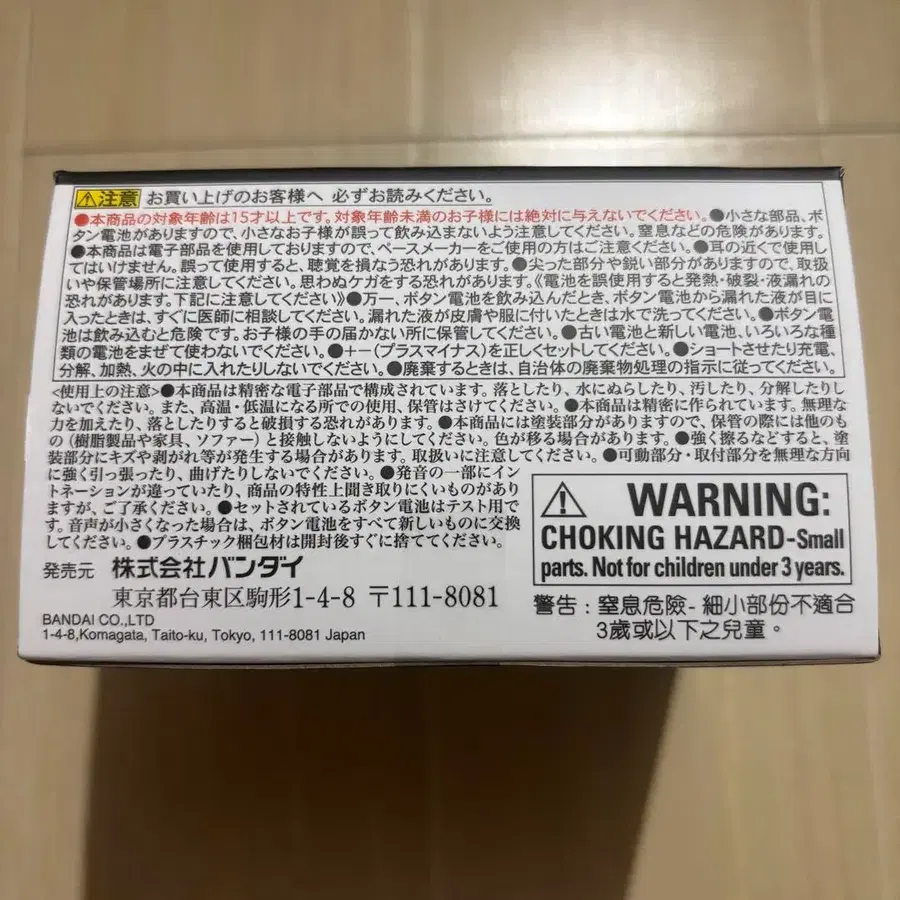 ⚠注意 お買い上げのお客様へ 必ずお読みください。
●本商品の対象年齢は15才以上です。対象年齢未満のお子様には絶対に与えないでください。●小さな部品、ボ
タン電池がありますので、小さなお子様が誤って飲み込まないよう注意してください。窒息などの危険があります。
●本商品は電子部品を使用しておりますので、ペースメーカーをご使用の方はご注意ください。●耳の近くで使用し
てはいけません。誤って使用すると、聴覚を損なう恐れがあります。●尖った部分や鋭い部分がありますので、取扱
いや保管場所に注意してください。思わぬケガをする恐れがあります。《電池を誤使用すると発熱・破裂・液漏れの
恐れがあります。下記に注意してください》●万一、ボタン電池を飲み込んだとき、ボタン電池から漏れた液が目に
入ったときは、すぐに医師に相談してください。漏れた液が皮膚や服に付いたときは水で洗ってください。●ボタン電
池は飲み込むと危険です。お子様の手の届かない所に保管してください。●古い電池と新しい電池、いろいろな種
類の電池をまぜて使わないでください。●+−(プラスマイナス)を正しくセットしてください。●ショートさせたり充電、
分解、加熱、火の中に入れたりしないでください。●廃棄するときは、自治体の廃棄物処理の指示に従ってください。
<使用上の注意>●本商品は精密な電子部品で構成されています。落としたり、水にぬらしたり、汚したり、分解したりし
ないでください。また、高温・低温になる所での使用、保管はさけてください。●本商品は精密に作られています。無理な
力を加えたり、落としたりすると破損する恐れがあります。●本商品には塗装部分がありますので、保管の際には他のも
の(樹脂製品や家具、ソファー)と接触しないようにしてください。色が移る場合があります。●強く擦るなどすると、塗
装部分にキズや剥がれ等が発生する場合があります。取扱いに注意してください。●可動部分・取付部分を無理な方向
に強く引っ張ったり、曲げたりしないでください。●発音の一部にイン
トネーションが違っていたり、商品の特性上聞き取りにくいものがあり
ますが、ご了承ください。●セットされているボタン電池はテスト用で
す。音声が小さくなった場合は、ボタン電池をすべて新しいものに交換
してください。●プラスチック梱包材は開封後すぐに捨ててください。
発売元 株式会社バンダイ
東京都台東区駒形1-4-8 〒111-8081
BANDAI CO.,LTD
1-4-8,Komagata, Taito-ku, Tokyo, 111-8081 Japan
⚠ WARNING:
CHOKING HAZARD-Small
parts. Not for children under 3 years.
警告：窒息危險-細小部份不適合
3歲或以下之兒童。